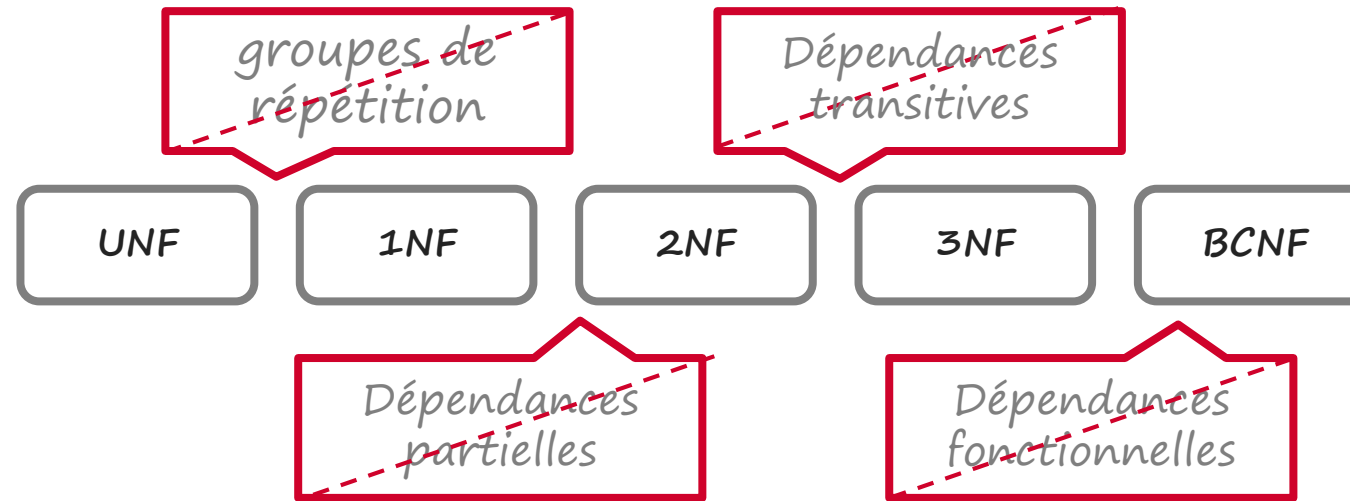 groupes de
répétition
Dépendances
transitives
UNF
1NF
2NF
3NF
BCNF
Dépendances
partielles
Dépendances
fonctionnelles